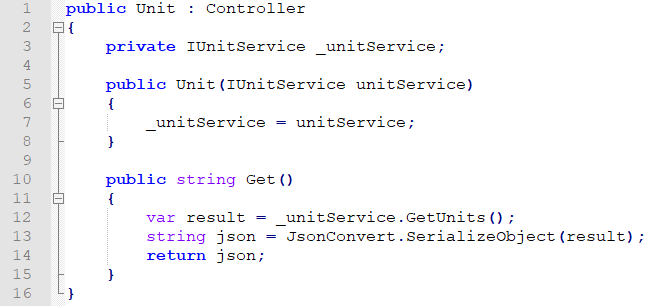 1 public Unit : Controller
2 {
3 private IUnitService _unitService;
4
5 public Unit(IUnitService unitService)
6 {
7 _unitService = unitService;
8 }
9
10 public string Get()
11 {
12 var result = _unitService.GetUnits();
13 string json = JsonConvert.SerializeObject(result);
14 return json;
15 }
16 }